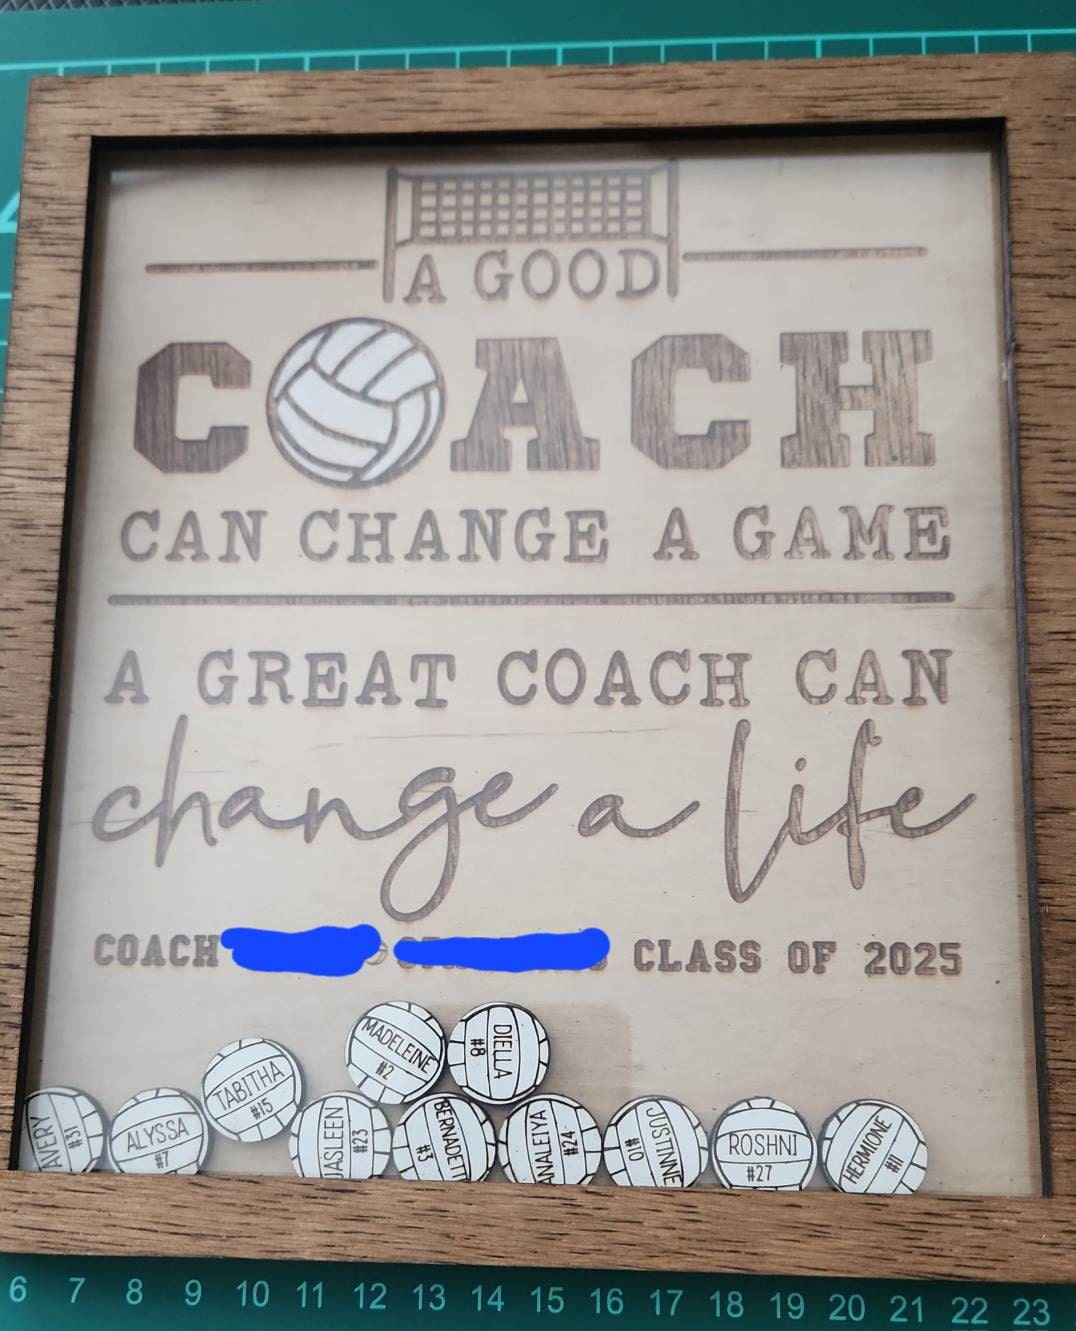 A GOOD
COACH
CAN CHANGE A GAME
A GREAT COACH CAN
change a life
COACH CLASS OF 2025
MADELEINE
#2
DIELLA
#8
TABITHA
#15
AVERY
#31
ALYSSA
#7
JASLEEN
#23
BERNADETT
#3
ANALEIYA
#24
JUSTINNE
#10
ROSHNI
#27
HERMIONE
#11
6 7 8 9 10 11 12 13 14 15 16 17 18 19 20 21 22 23